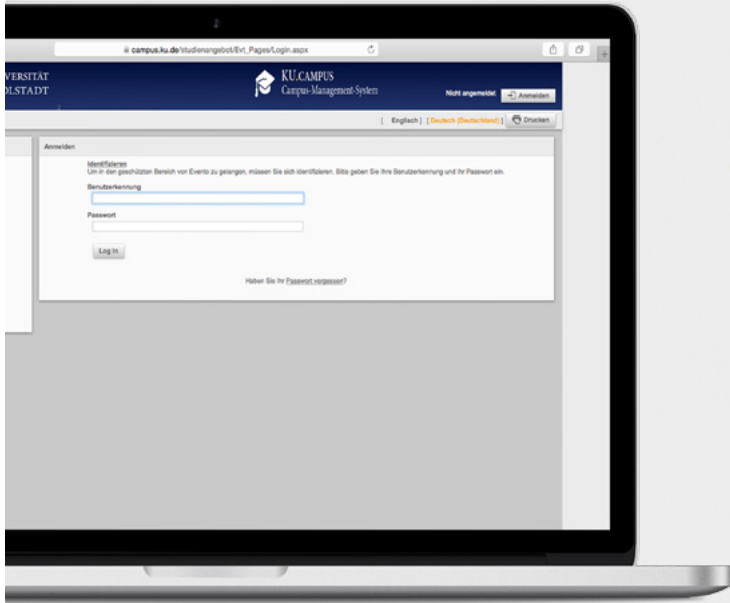 campus.ku.de/studienangebot/Evt_Pages/Login.aspx
VERSITÄT
OLSTADT
KU.CAMPUS
Campus-Management-System
Nicht angemeldet
Anmelden
[ Englisch ] [ Deutsch (Deutschland) ]
Drucken
Anmelden
Identifizieren
Um in den geschützten Bereich von Evento zu gelangen, müssen Sie sich identifizieren. Bitte geben Sie Ihre Benutzerkennung und Ihr Passwort ein.
Benutzerkennung
Passwort
Log In
Haben Sie Ihr Passwort vergessen?